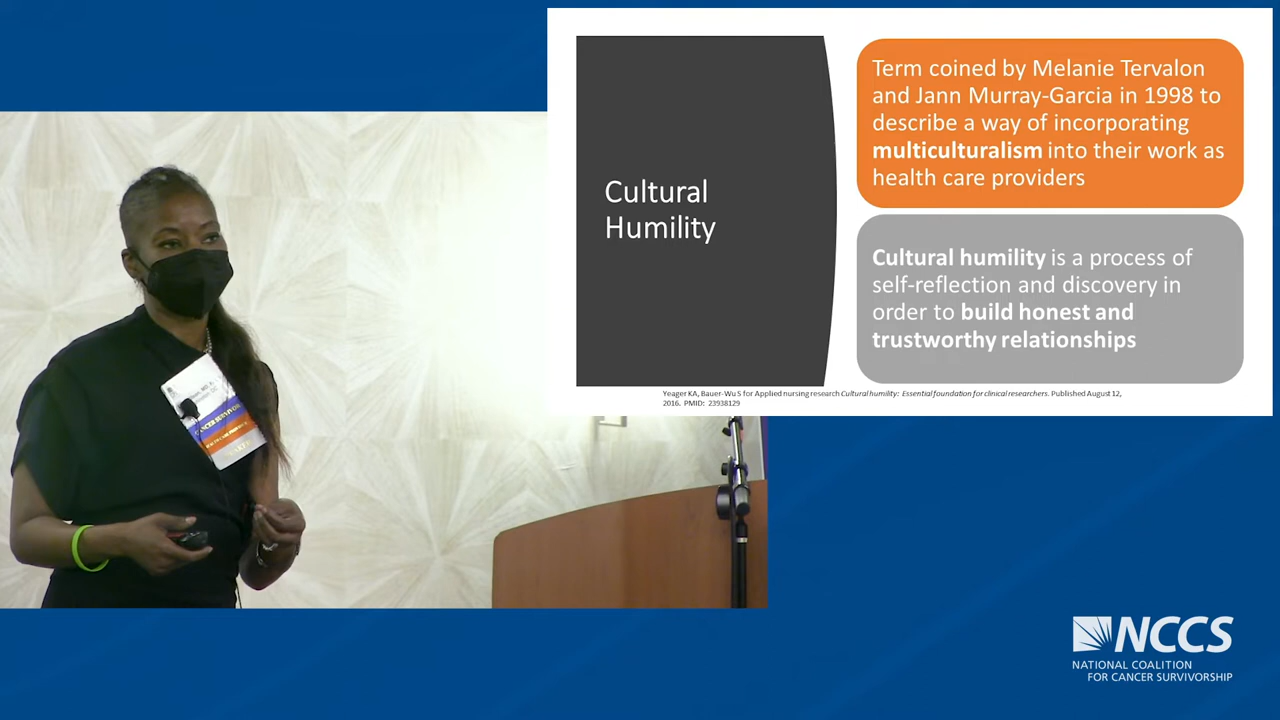 Cultural
Humility
Term coined by Melanie Tervalon
and Jann Murray-Garcia in 1998 to
describe a way of incorporating
multiculturalism into their work as
health care providers
Cultural humility is a process of
self-reflection and discovery in
order to build honest and
trustworthy relationships
Yeager KA, Bauer-Wu S for Applied nursing research Cultural humility: Essential foundation for clinical researchers. Published August 12,
2016. PMID: 23938129
CANCER SURVIVOR
NCCS
NATIONAL COALITION
FOR CANCER SURVIVORSHIP